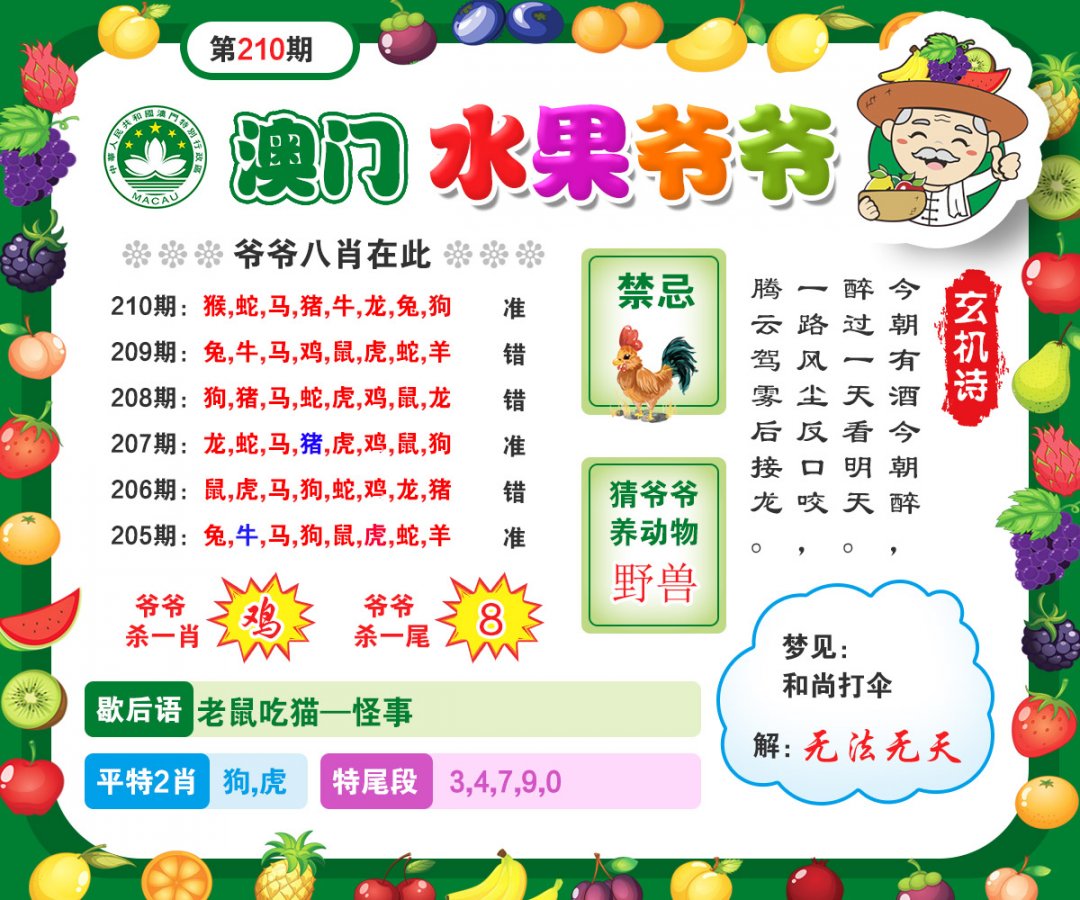 第210期
中華人民共和國澳門特別行政區
MACAU
澳门
水果爷爷
爷爷八肖在此
210期：猴,蛇,马,猪,牛,龙,兔,狗 准
209期：兔,牛,马,鸡,鼠,虎,蛇,羊 错
208期：狗,猪,马,蛇,虎,鸡,鼠,龙 错
207期：龙,蛇,马,猪,虎,鸡,鼠,狗 准
206期：鼠,虎,马,狗,蛇,鸡,龙,猪 错
205期：兔,牛,马,狗,鼠,虎,蛇,羊 准
爷爷
杀一肖
鸡
爷爷
杀一尾
8
禁忌
猜爷爷
养动物
野兽
玄机诗
今朝有酒今朝醉，
醉过一天看明天。
一路风尘反口咬，
腾云驾雾后接龙。
梦见：
和尚打伞
解：无法无天
歇后语
老鼠吃猫—怪事
平特2肖
狗,虎
特尾段
3,4,7,9,0